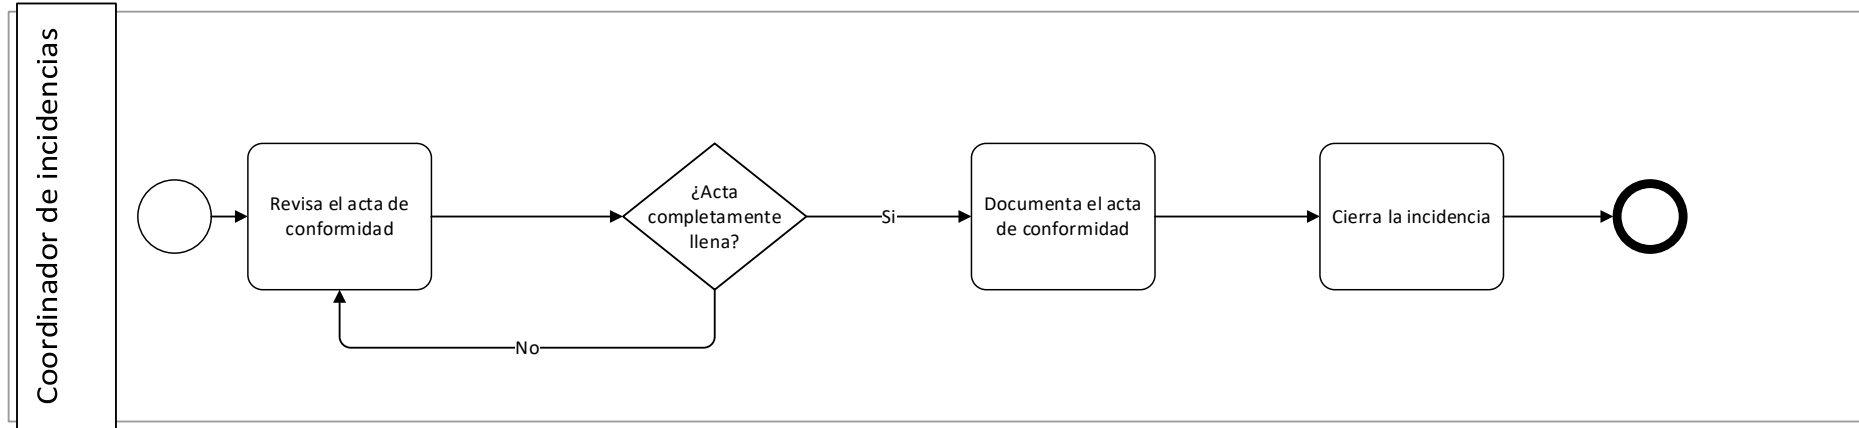 Coordinador de incidencias
Revisa el acta de
conformidad
¿Acta
completamente
llena?
Si
Documenta el acta
de conformidad
Cierra la incidencia
No